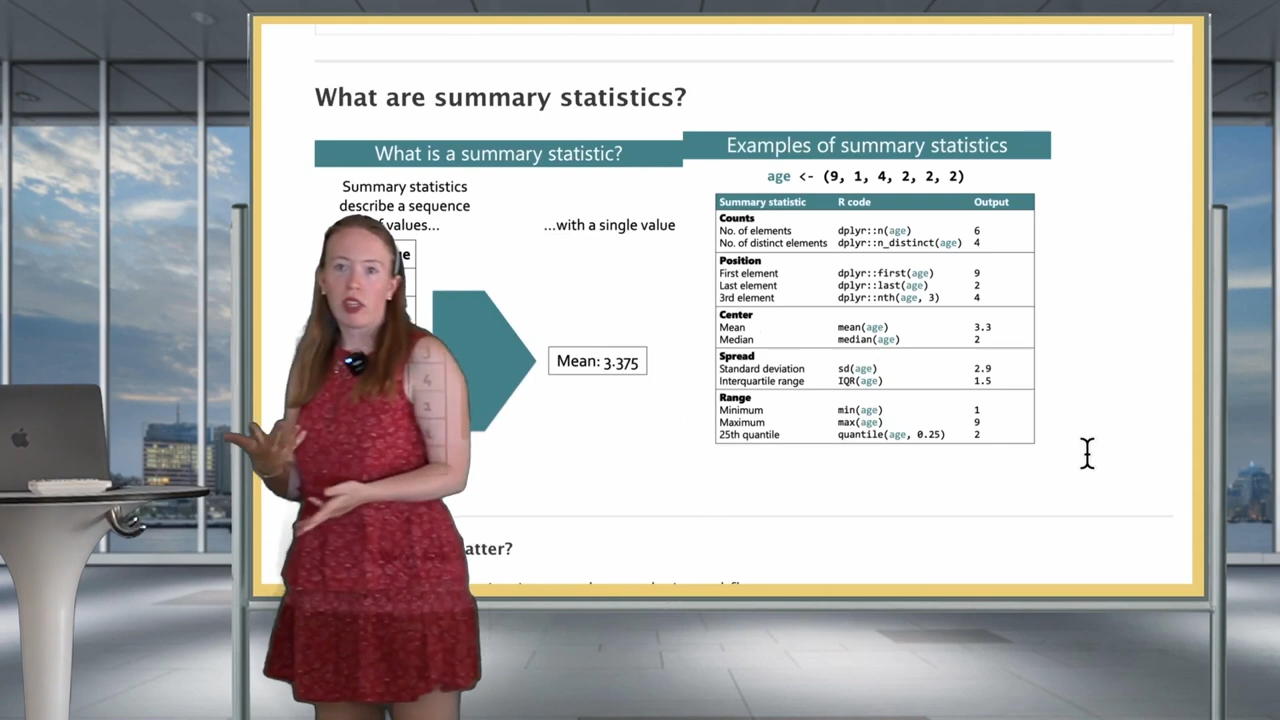 What are summary statistics?
What is a summary statistic?
Summary statistics
describe a sequence
of values...
...with a single value
Mean: 3.375
Examples of summary statistics
age <- (9, 1, 4, 2, 2, 2)
Summary statistic R code Output
Counts
No. of elements dplyr::n(age) 6
No. of distinct elements dplyr::n_distinct(age) 4
Position
First element dplyr::first(age) 9
Last element dplyr::last(age) 2
3rd element dplyr::nth(age, 3) 4
Center
Mean mean(age) 3.3
Median median(age) 2
Spread
Standard deviation sd(age) 2.9
Interquartile range IQR(age) 1.5
Range
Minimum min(age) 1
Maximum max(age) 9
25th quantile quantile(age, 0.25) 2
atter?